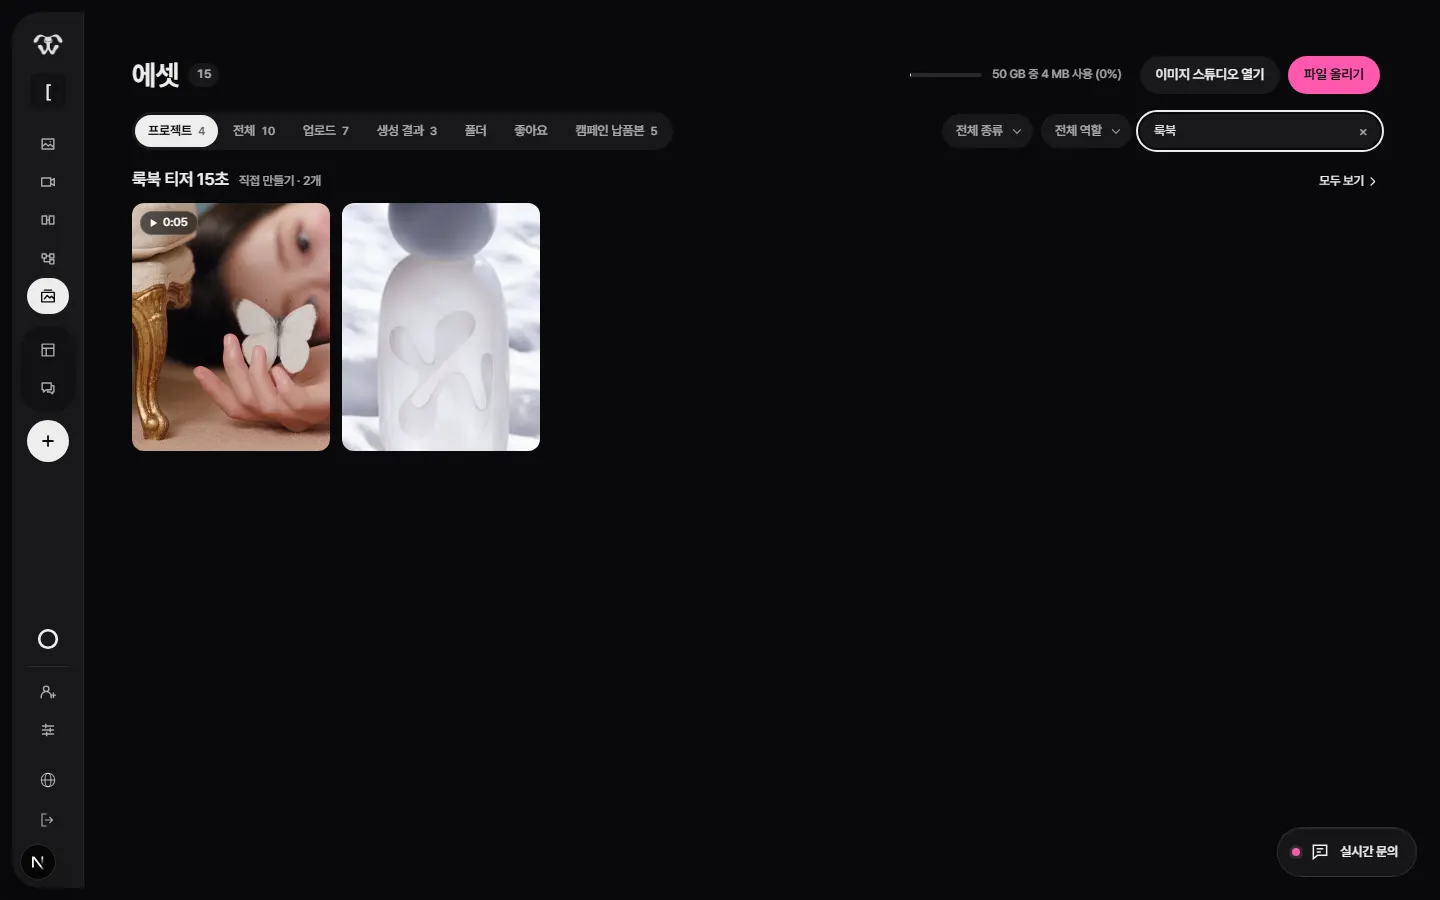 에셋 15
50 GB 중 4 MB 사용 (0%)
이미지 스튜디오 열기
파일 올리기
[
프로젝트 4
전체 10
업로드 7
생성 결과 3
폴더
좋아요
캠페인 납품본 5
전체 종류
전체 역할
룩북
룩북 티저 15초 직접 만들기 · 2개
모두 보기
0:05
N
실시간 문의